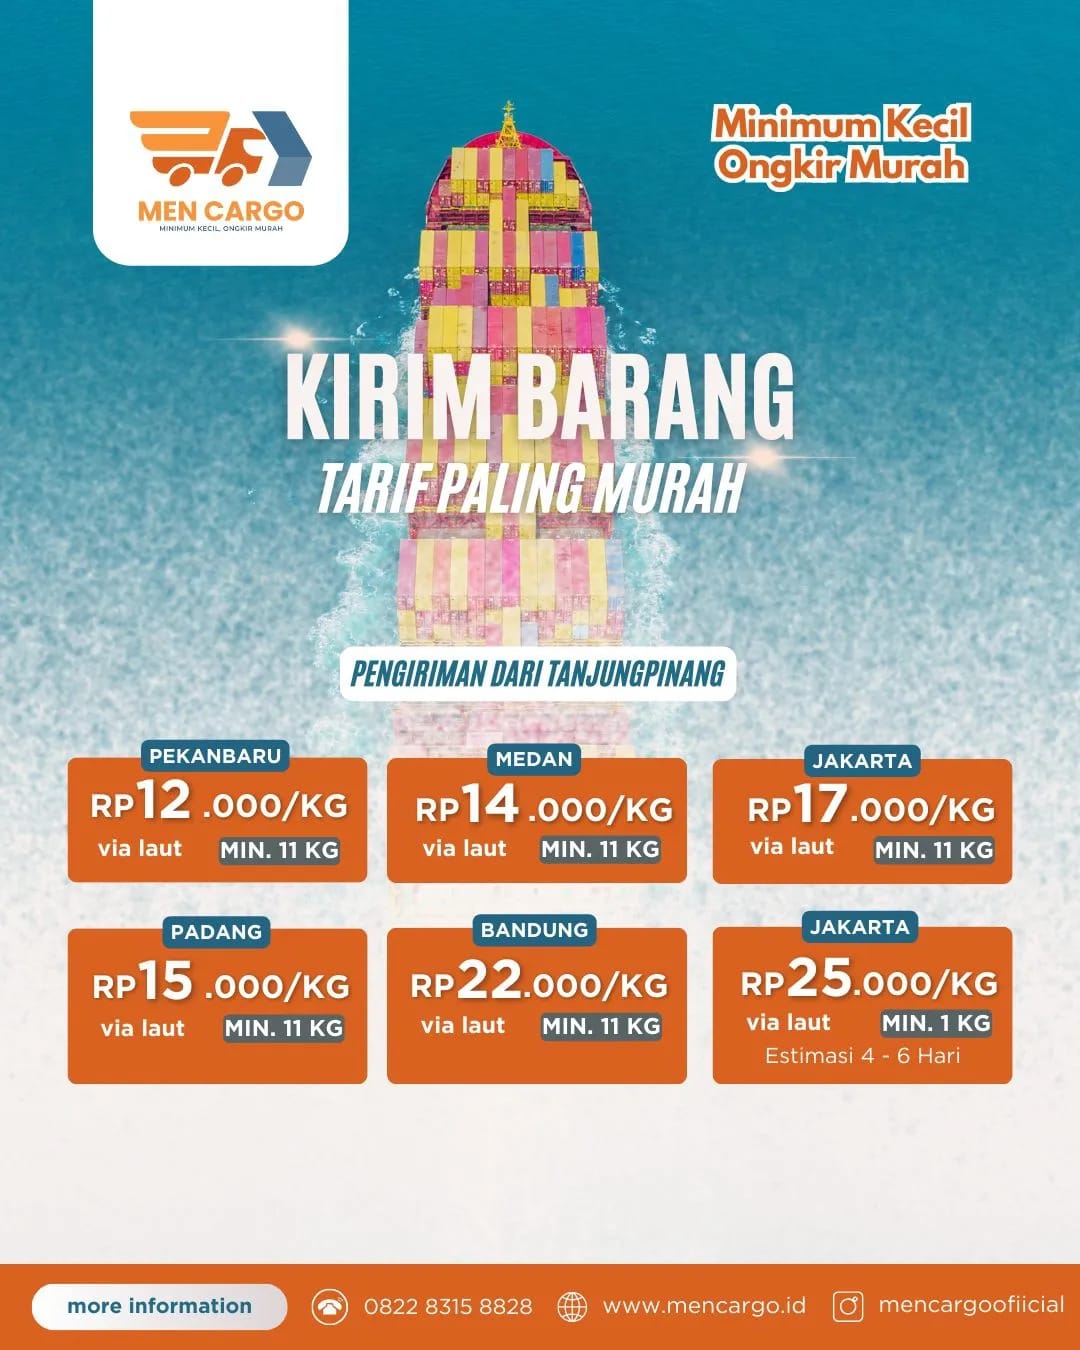 MEN CARGO
MINIMUM KECIL, ONGKIR MURAH
Minimum Kecil
Ongkir Murah
KIRIM BARANG
TARIF PALING MURAH
PENGIRIMAN DARI TANJUNGPINANG
PEKANBARU
RP12.000/KG
via laut MIN. 11 KG
MEDAN
RP14.000/KG
via laut MIN. 11 KG
JAKARTA
RP17.000/KG
via laut MIN. 11 KG
PADANG
RP15.000/KG
via laut MIN. 11 KG
BANDUNG
RP22.000/KG
via laut MIN. 11 KG
JAKARTA
RP25.000/KG
via laut MIN. 1 KG
Estimasi 4 - 6 Hari
more information 0822 8315 8828 www.mencargo.id mencargoofiicial